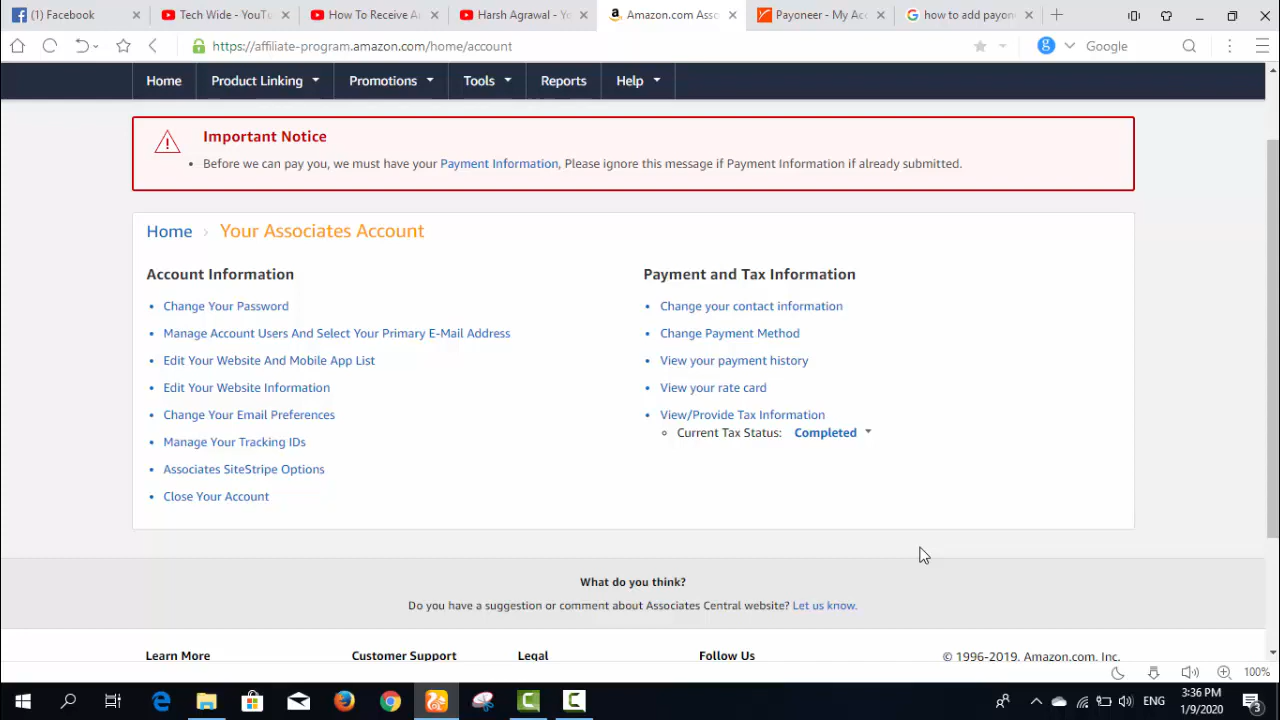 (1) Facebook
Tech Wide - YouTu
How To Receive A
Harsh Agrawal - Yo
Amazon.com Asso
Payoneer - My Acc
how to add payon
https://affiliate-program.amazon.com/home/account
Google
Home
Product Linking
Promotions
Tools
Reports
Help
Important Notice
Before we can pay you, we must have your Payment Information, Please ignore this message if Payment Information if already submitted.
Home > Your Associates Account
Account Information
Change Your Password
Manage Account Users And Select Your Primary E-Mail Address
Edit Your Website And Mobile App List
Edit Your Website Information
Change Your Email Preferences
Manage Your Tracking IDs
Associates SiteStripe Options
Close Your Account
Payment and Tax Information
Change your contact information
Change Payment Method
View your payment history
View your rate card
View/Provide Tax Information
Current Tax Status: Completed
What do you think?
Do you have a suggestion or comment about Associates Central website? Let us know.
Learn More
Customer Support
Legal
Follow Us
© 1996-2019, Amazon.com, Inc.
100%
ENG
3:36 PM
1/9/2020
3